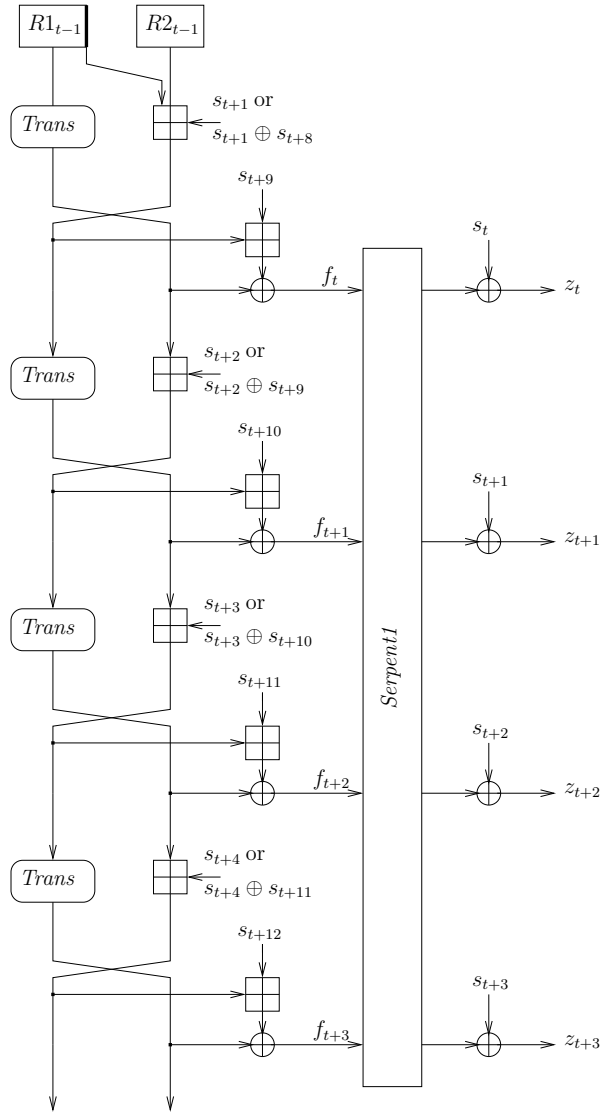 R1_{t−1} R2_{t−1}
Trans
s_{t+1} or
s_{t+1} ⊕ s_{t+8}
s_{t+9}
s_t
f_t
z_t
Trans
s_{t+2} or
s_{t+2} ⊕ s_{t+9}
s_{t+10}
s_{t+1}
f_{t+1}
z_{t+1}
Trans
s_{t+3} or
s_{t+3} ⊕ s_{t+10}
Serpent1
s_{t+11}
s_{t+2}
f_{t+2}
z_{t+2}
Trans
s_{t+4} or
s_{t+4} ⊕ s_{t+11}
s_{t+12}
s_{t+3}
f_{t+3}
z_{t+3}